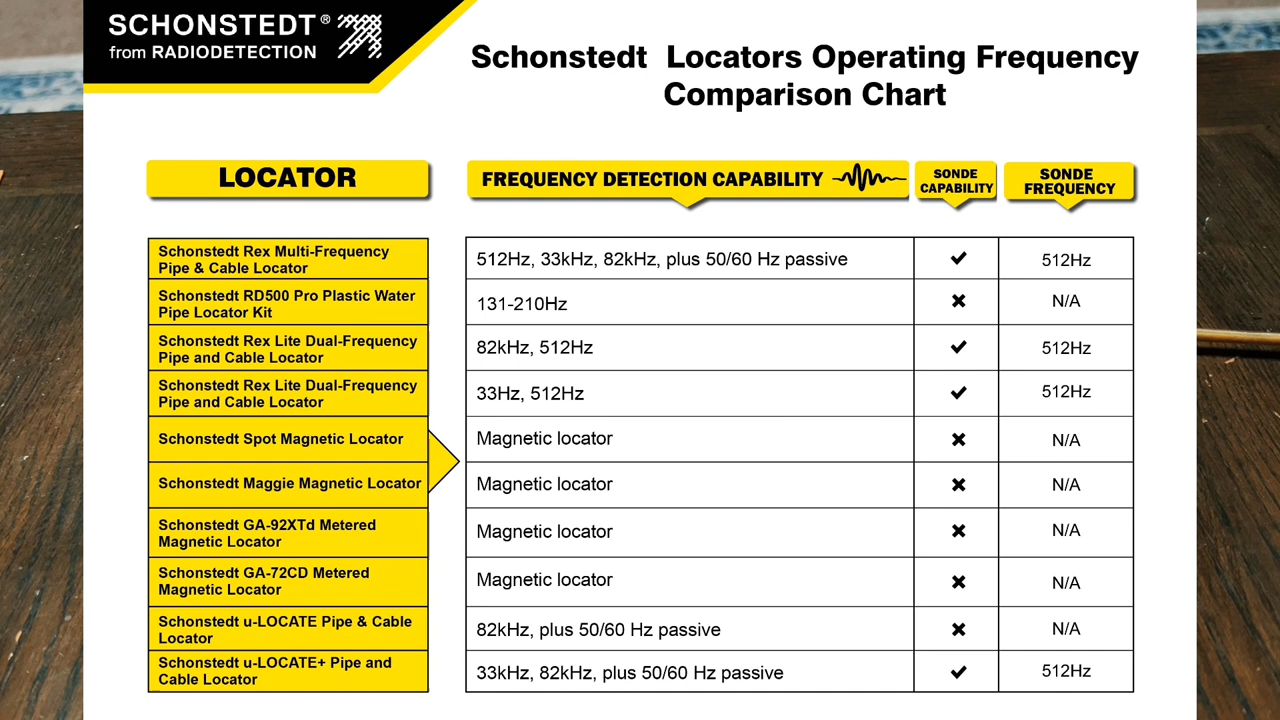 SCHONSTEDT®
from RADIODETECTION
Schonstedt Locators Operating Frequency
Comparison Chart
LOCATOR
FREQUENCY DETECTION CAPABILITY
SONDE
CAPABILITY
SONDE
FREQUENCY
Schonstedt Rex Multi-Frequency
Pipe & Cable Locator
512Hz, 33kHz, 82kHz, plus 50/60 Hz passive
512Hz
Schonstedt RD500 Pro Plastic Water
Pipe Locator Kit
131-210Hz
N/A
Schonstedt Rex Lite Dual-Frequency
Pipe and Cable Locator
82kHz, 512Hz
512Hz
Schonstedt Rex Lite Dual-Frequency
Pipe and Cable Locator
33Hz, 512Hz
512Hz
Schonstedt Spot Magnetic Locator
Magnetic locator
N/A
Schonstedt Maggie Magnetic Locator
Magnetic locator
N/A
Schonstedt GA-92XTd Metered
Magnetic Locator
Magnetic locator
N/A
Schonstedt GA-72CD Metered
Magnetic Locator
Magnetic locator
N/A
Schonstedt u-LOCATE Pipe & Cable
Locator
82kHz, plus 50/60 Hz passive
N/A
Schonstedt u-LOCATE+ Pipe and
Cable Locator
33kHz, 82kHz, plus 50/60 Hz passive
512Hz